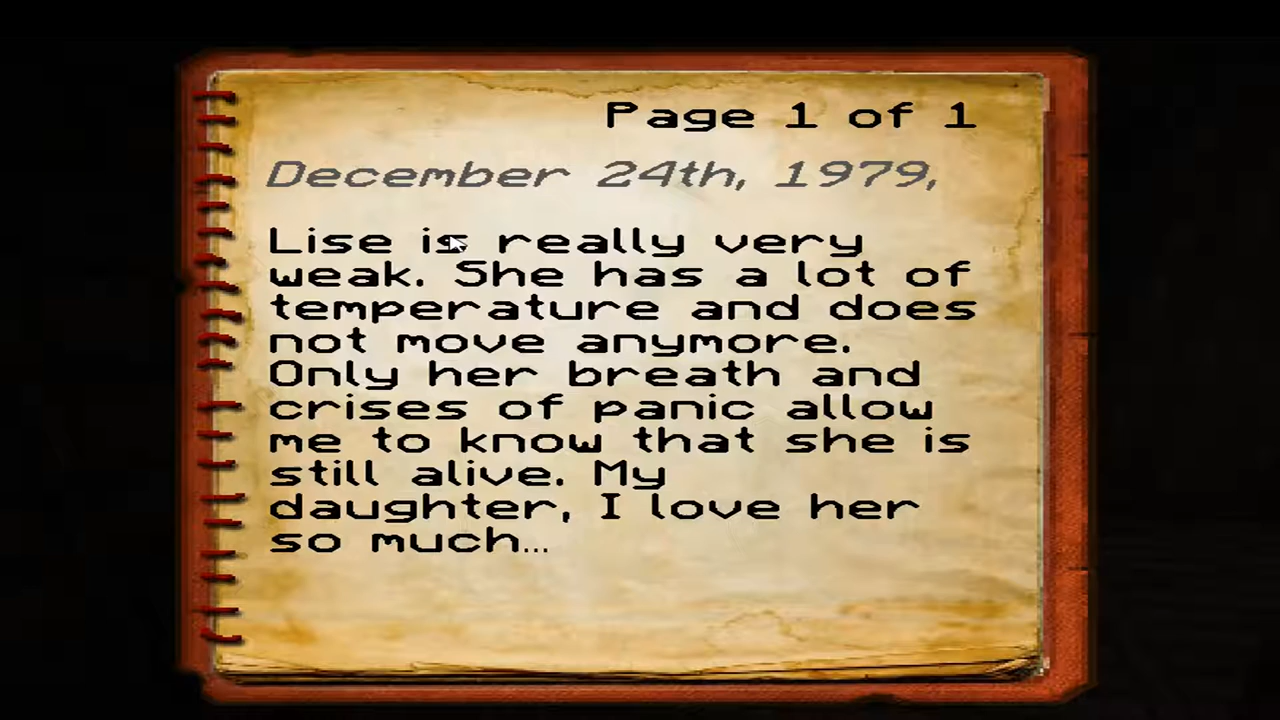 Page 1 of 1
December 24th, 1979,
Lise is really very
weak. She has a lot of
temperature and does
not move anymore.
Only her breath and
crises of panic allow
me to know that she is
still alive. My
daughter, I love her
so much...